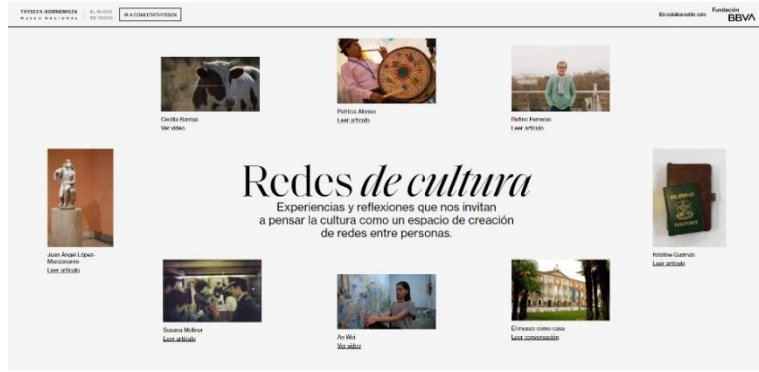 THYSSEN-BORNEMISZA
MUSEO NACIONAL
EL MUSEO
DE TODOS
IR A CONECTATHYSSEN
En colaboración con:
Fundación
BBVA
Cecilia Barriga
Ver vídeo
Patricia Alonso
Leer artículo
Rufino Ferreras
Leer artículo
Redes de cultura
Experiencias y reflexiones que nos invitan
a pensar la cultura como un espacio de creación
de redes entre personas.
Juan Ángel López-
Manzanares
Leer artículo
PILIPINAS
Kristine Guzmán
Leer artículo
Susana Moliner
Leer artículo
An Wei
Ver vídeo
El museo como casa
Leer conversación